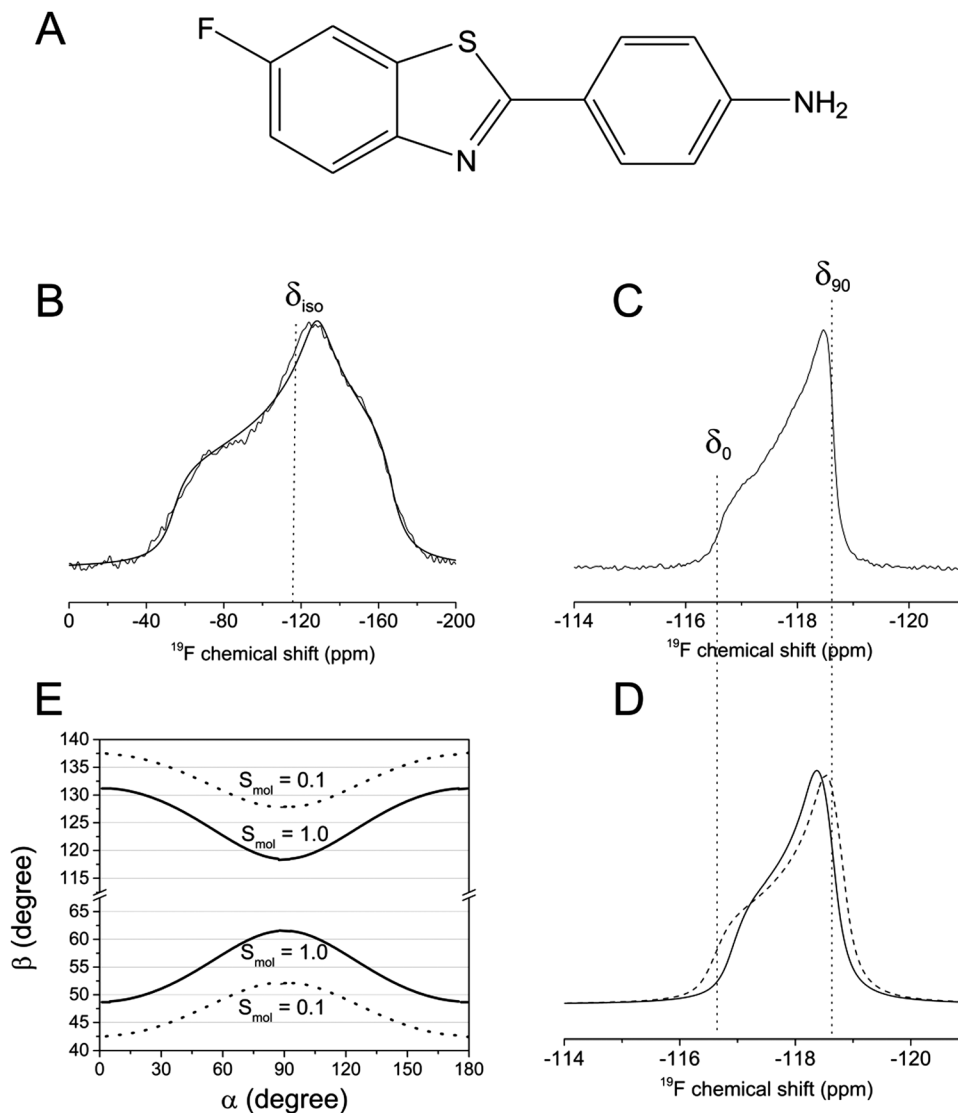 A
F
S
N
NH₂
B
δiso
0
-40
-80
-120
-160
-200
¹⁹F chemical shift (ppm)
C
δ₀
δ₉₀
-114
-116
-118
-120
¹⁹F chemical shift (ppm)
E
β (degree)
140
135
130
125
120
115
65
60
55
50
45
40
Smol = 0.1
Smol = 1.0
Smol = 1.0
Smol = 0.1
0
30
60
90
120
150
180
α (degree)
D
-114
-116
-118
-120
¹⁹F chemical shift (ppm)